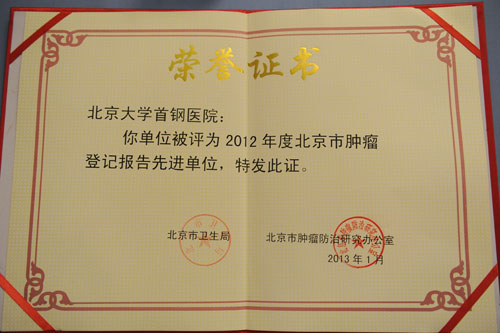 荣誉证书
北京大学首钢医院：
你单位被评为2012年度北京市肿瘤
登记报告先进单位，特发此证。
北京市卫生局
北京市肿瘤防治研究办公室
2013年1月